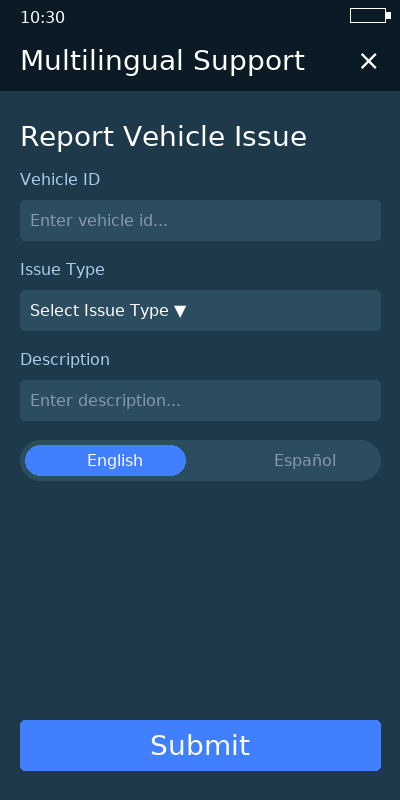 10:30
Multilingual Support ×
Report Vehicle Issue
Vehicle ID
Enter vehicle id...
Issue Type
Select Issue Type ▼
Description
Enter description...
English Español
Submit